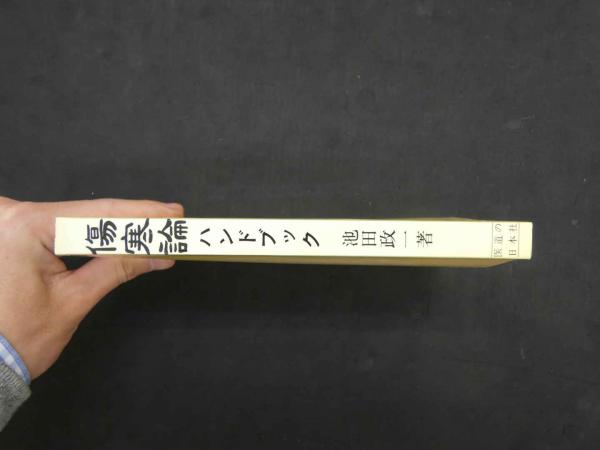 傷寒論ハンドブック 池田政一著
医道の
日本社